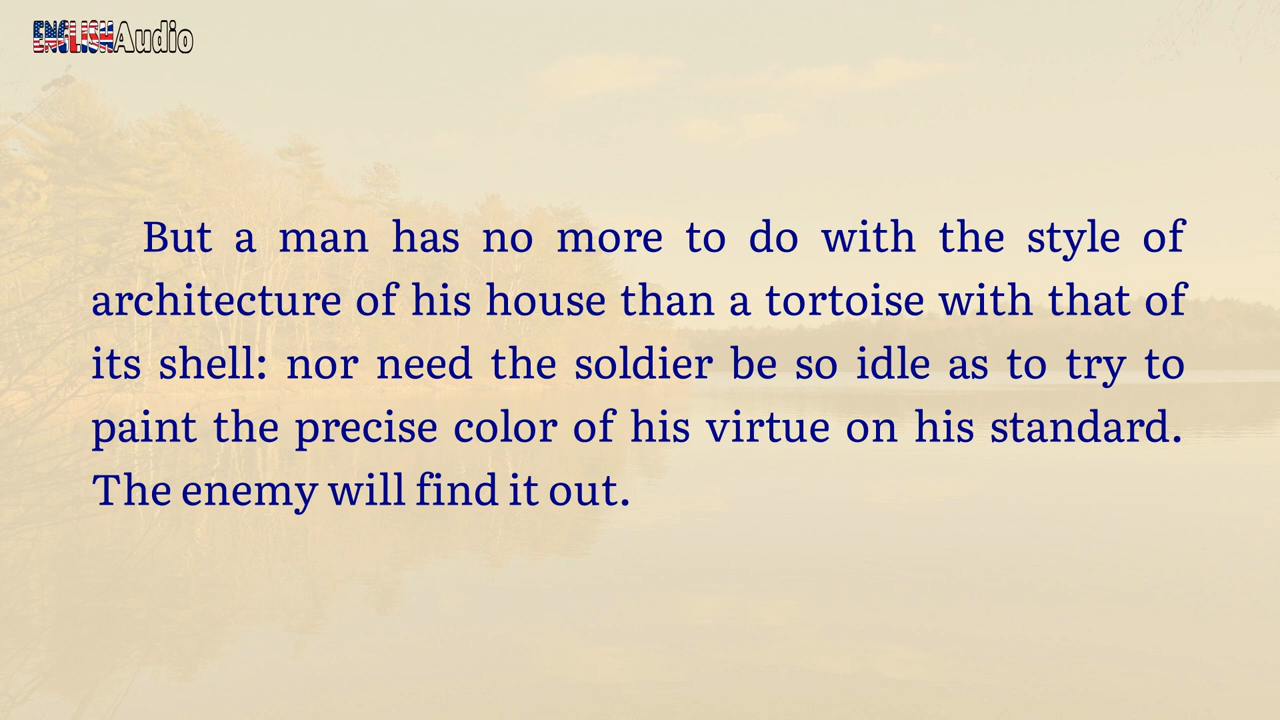 ENGLISHAudio
But a man has no more to do with the style of
architecture of his house than a tortoise with that of
its shell: nor need the soldier be so idle as to try to
paint the precise color of his virtue on his standard.
The enemy will find it out.